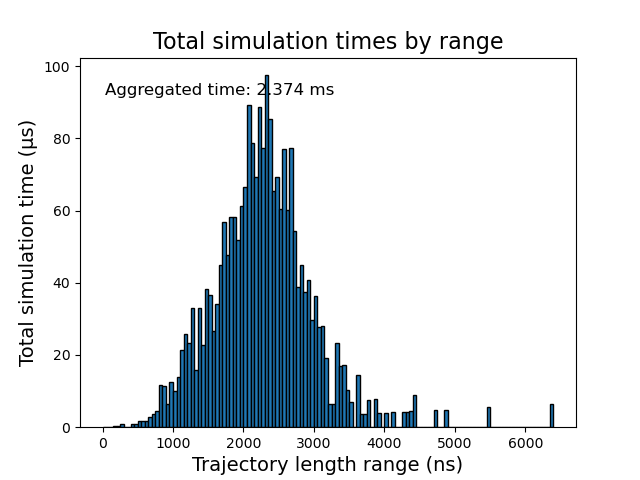 Total simulation times by range
Aggregated time: 2.374 ms
Total simulation time (μs)
100
80
60
40
20
0
0 1000 2000 3000 4000 5000 6000
Trajectory length range (ns)